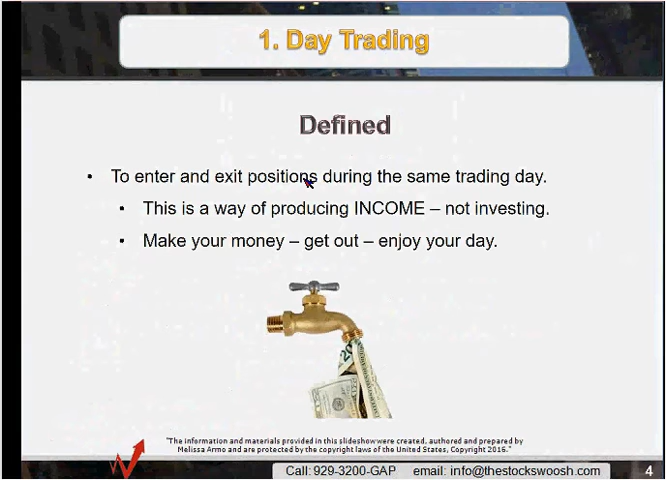 1. Day Trading
Defined
• To enter and exit positions during the same trading day.
• This is a way of producing INCOME – not investing.
• Make your money – get out – enjoy your day.
20
"The information and materials provided in this slideshow were created, authored and prepared by
Melissa Armo and are protected by the copyright laws of the United States, Copyright 2016."
Call: 929-3200-GAP email: info@thestockswoosh.com 4